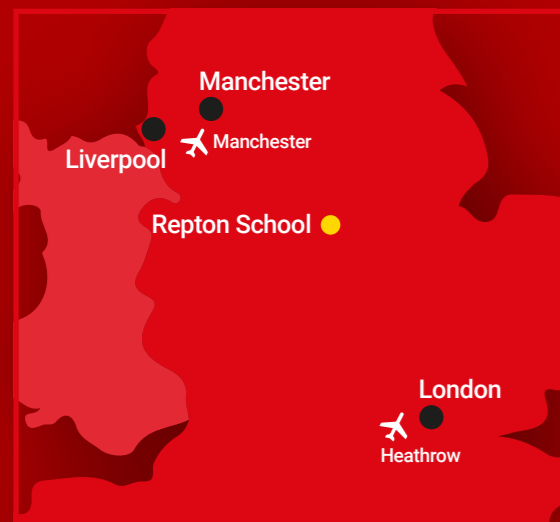 Manchester
Manchester
Liverpool
Repton School
London
Heathrow